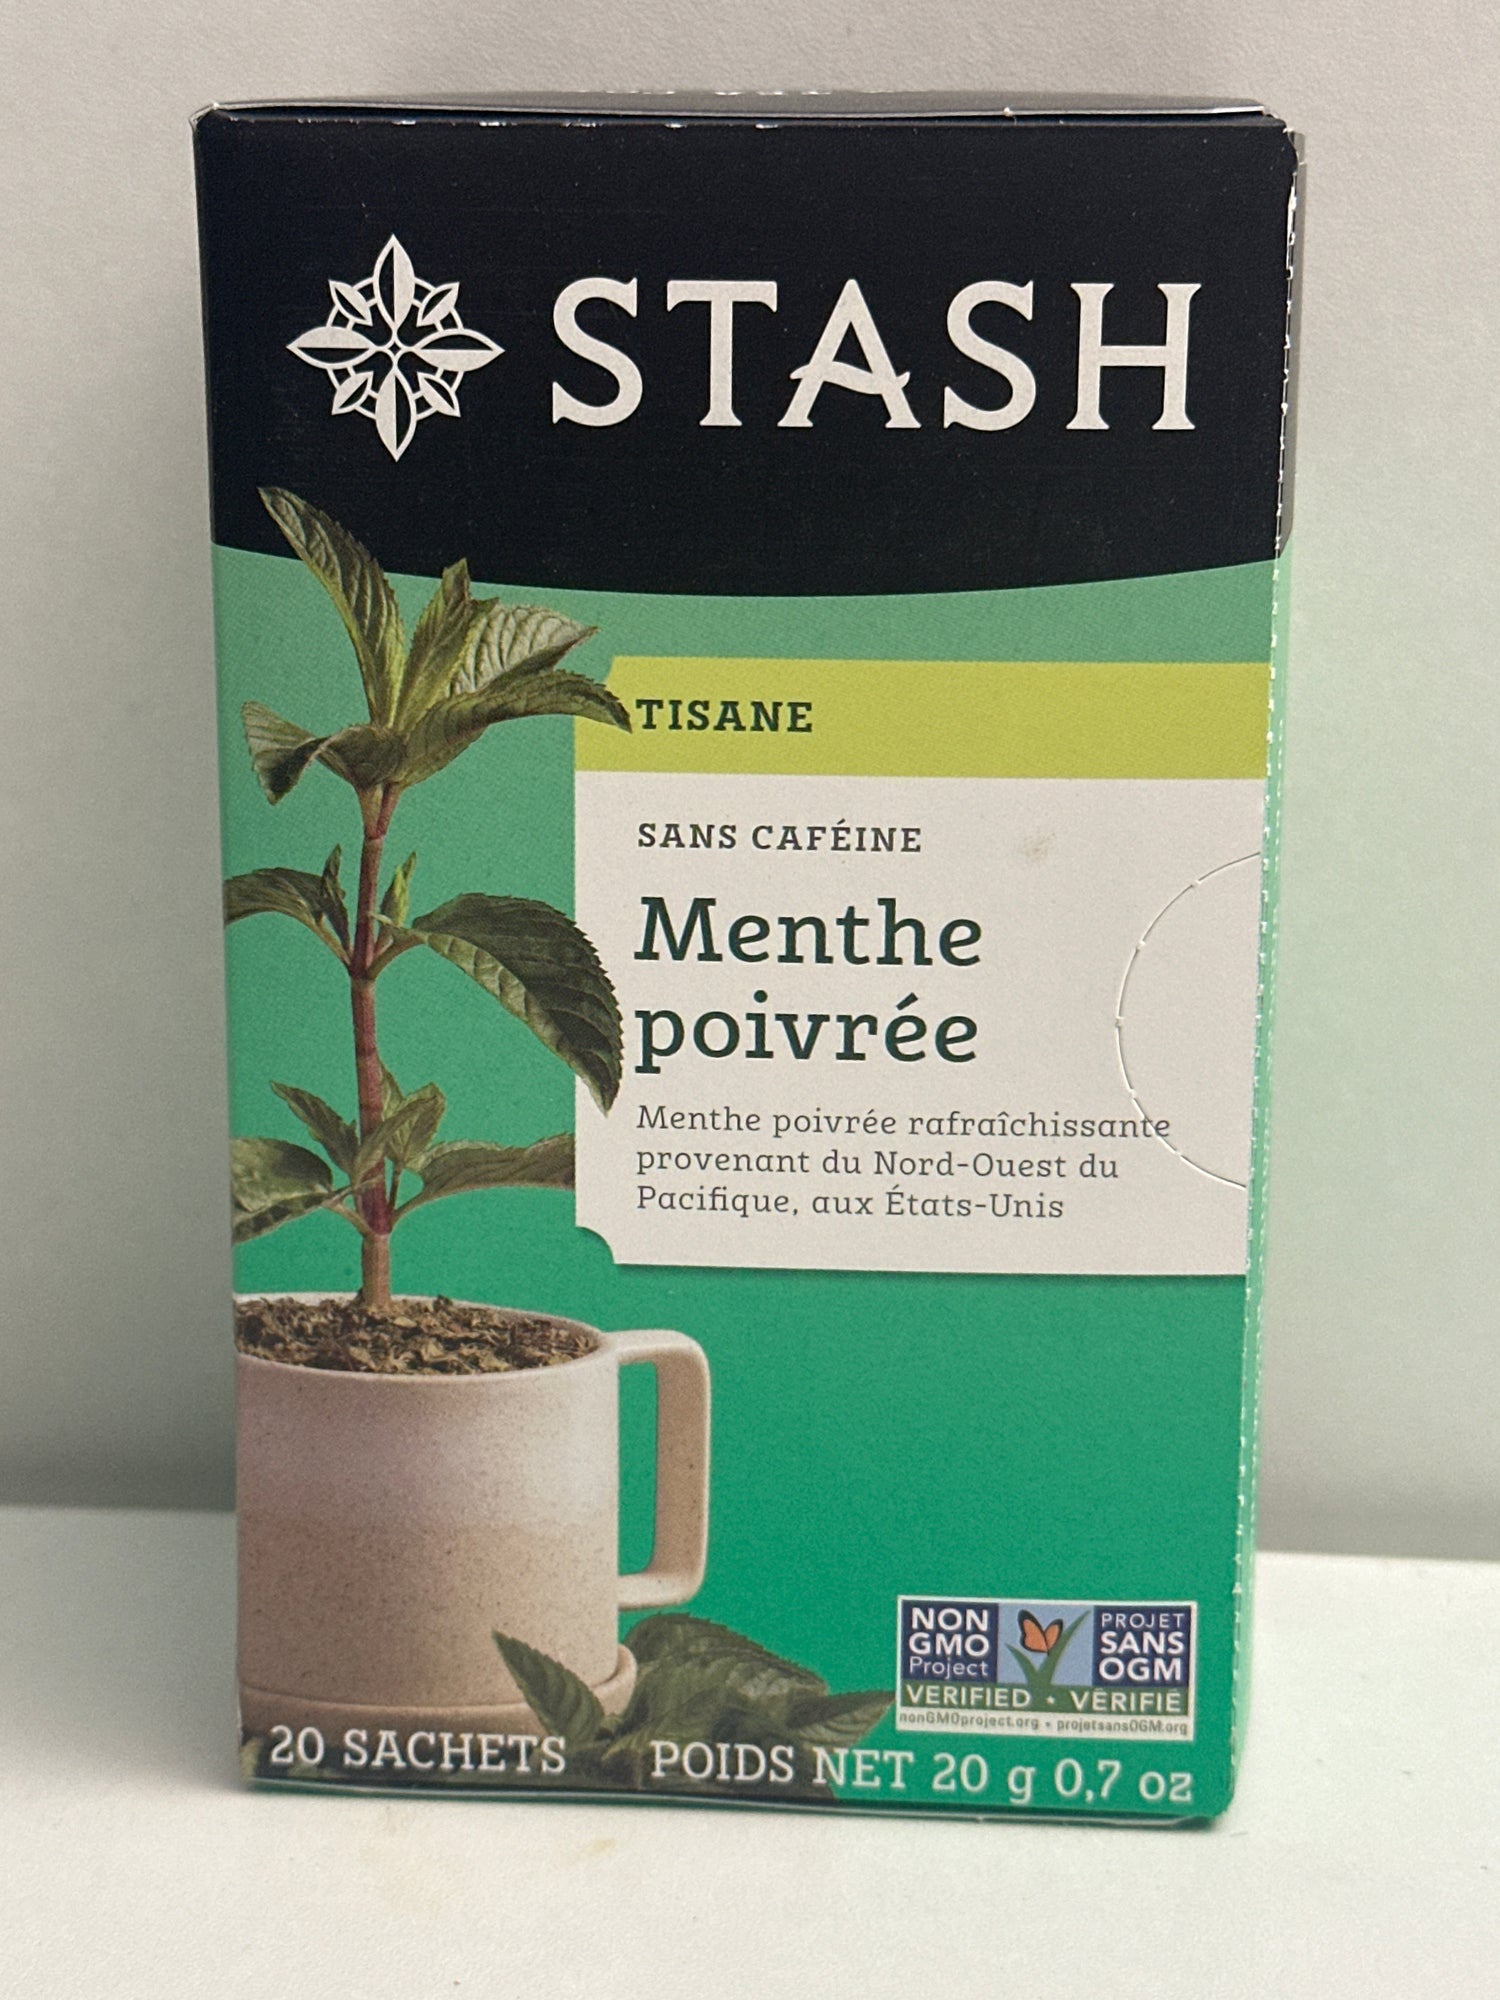 STASH
TISANE
SANS CAFÉINE
Menthe
poivrée
Menthe poivrée rafraîchissante
provenant du Nord-Ouest du
Pacifique, aux États-Unis
NON
GMO
Project
PROJET
SANS
OGM
VERIFIED • VÉRIFIÉ
nonGMOproject.org • projetsansOGM.org
20 SACHETS POIDS NET 20 g 0,7 oz